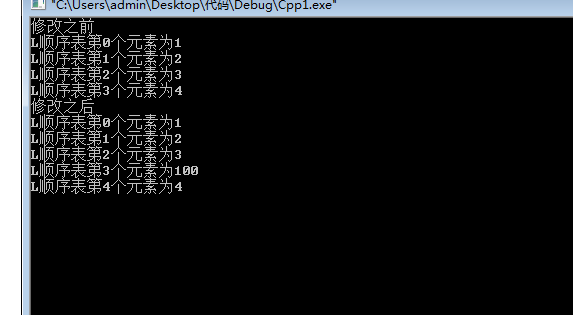 "C:\Users\admin\Desktop\代码\Debug\Cpp1.exe"
修改之前
L顺序表第0个元素为1
L顺序表第1个元素为2
L顺序表第2个元素为3
L顺序表第3个元素为4
修改之后
L顺序表第0个元素为1
L顺序表第1个元素为2
L顺序表第2个元素为3
L顺序表第3个元素为100
L顺序表第4个元素为4